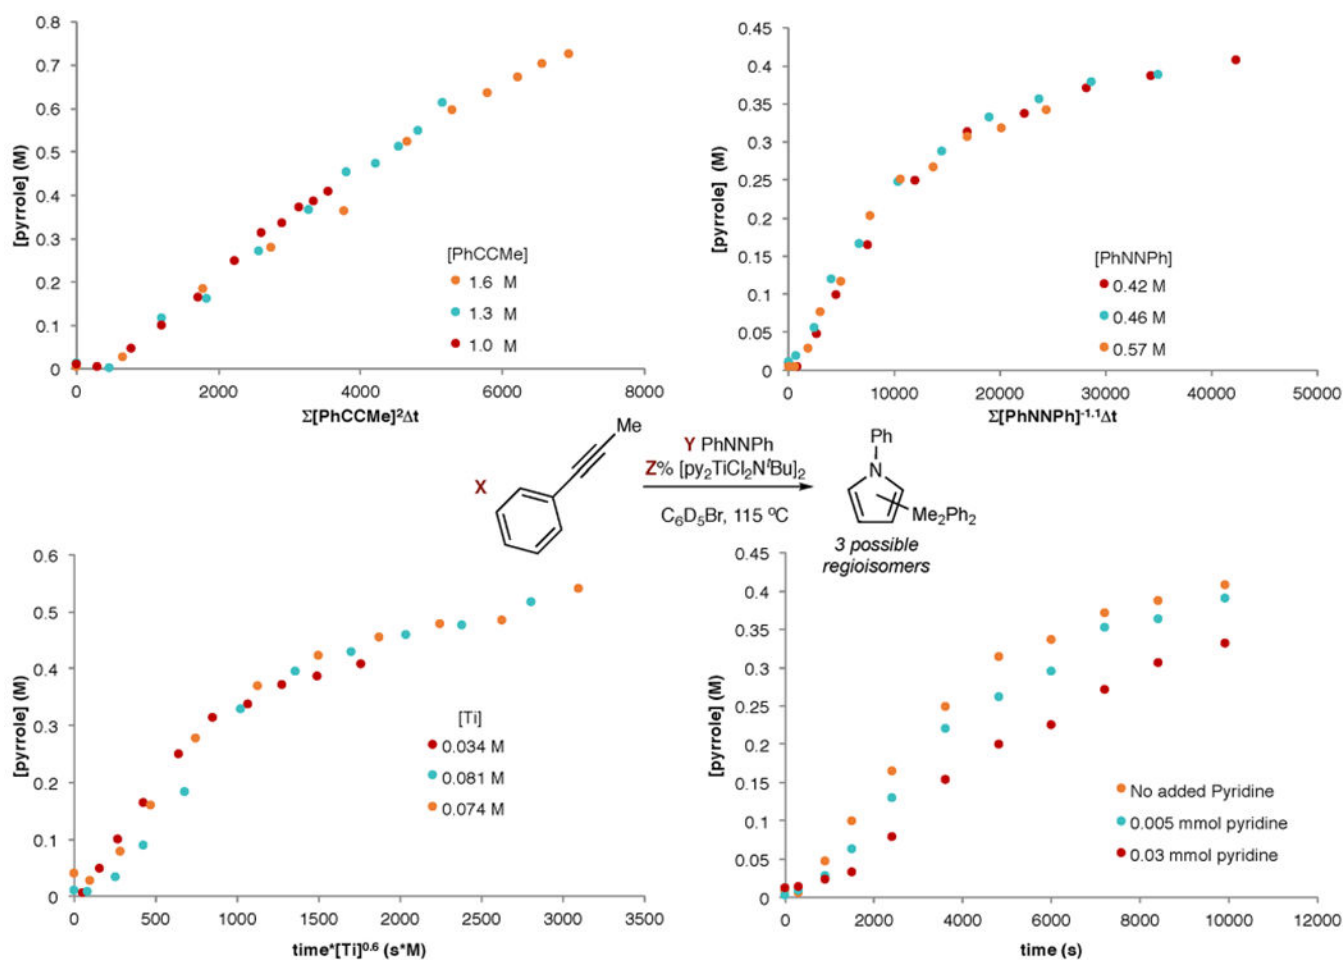 0.8
0.7
0.6
0.5
0.4
0.3
0.2
0.1
0
[pyrrole] (M)
0
2000
4000
6000
8000
Σ[PhCCMe]²Δt
[PhCCMe]
1.6 M
1.3 M
1.0 M
0.45
0.4
0.35
0.3
0.25
0.2
0.15
0.1
0.05
0
[pyrrole] (M)
0
10000
20000
30000
40000
50000
Σ[PhNNPh]⁻¹·¹Δt
[PhNNPh]
0.42 M
0.46 M
0.57 M
X
Me
Y PhNNPh
Z% [py₂TiCl₂NᵗBu]₂
C₆D₅Br, 115 ºC
Ph
N
Me₂Ph₂
3 possible
regioisomers
0.6
0.5
0.4
0.3
0.2
0.1
0
[pyrrole] (M)
0
500
1000
1500
2000
2500
3000
3500
time*[Ti]⁰·⁶ (s*M)
[Ti]
0.034 M
0.081 M
0.074 M
0.45
0.4
0.35
0.3
0.25
0.2
0.15
0.1
0.05
0
[pyrrole] (M)
0
2000
4000
6000
8000
10000
12000
time (s)
No added Pyridine
0.005 mmol pyridine
0.03 mmol pyridine